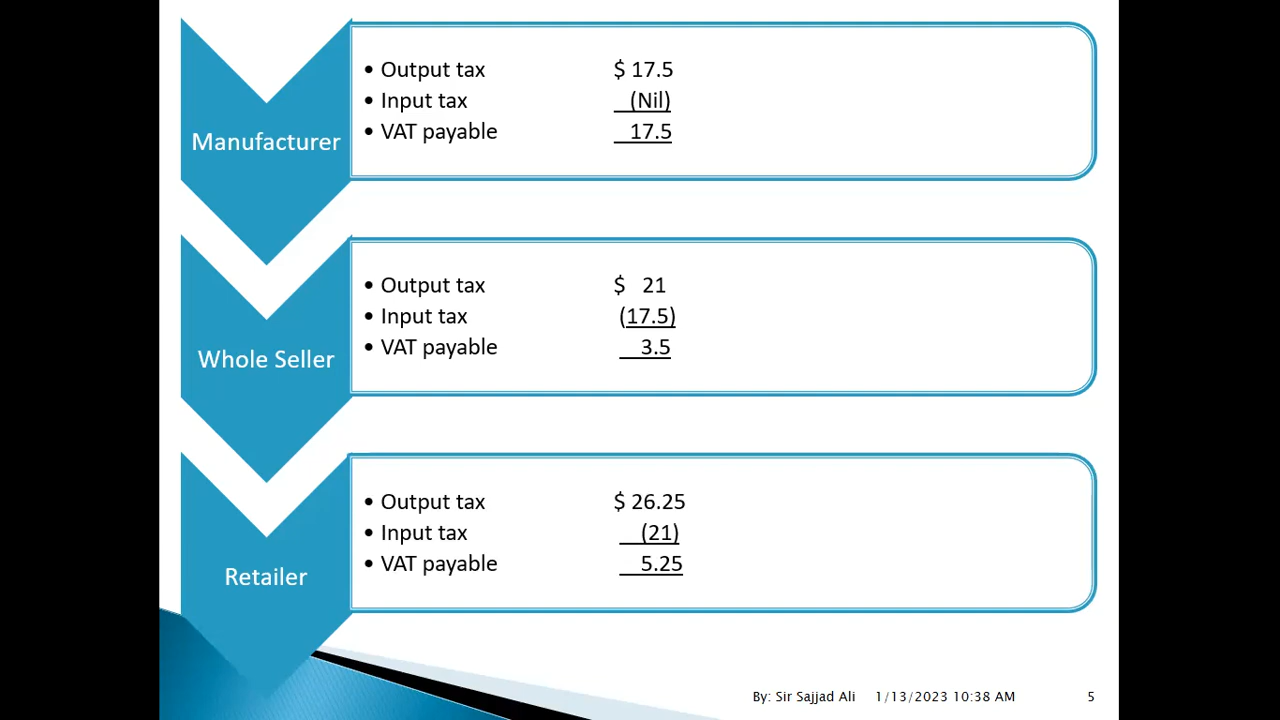 Manufacturer
• Output tax $ 17.5
• Input tax (Nil)
• VAT payable 17.5
Whole Seller
• Output tax $ 21
• Input tax (17.5)
• VAT payable 3.5
Retailer
• Output tax $ 26.25
• Input tax (21)
• VAT payable 5.25
By: Sir Sajjad Ali 1/13/2023 10:38 AM 5